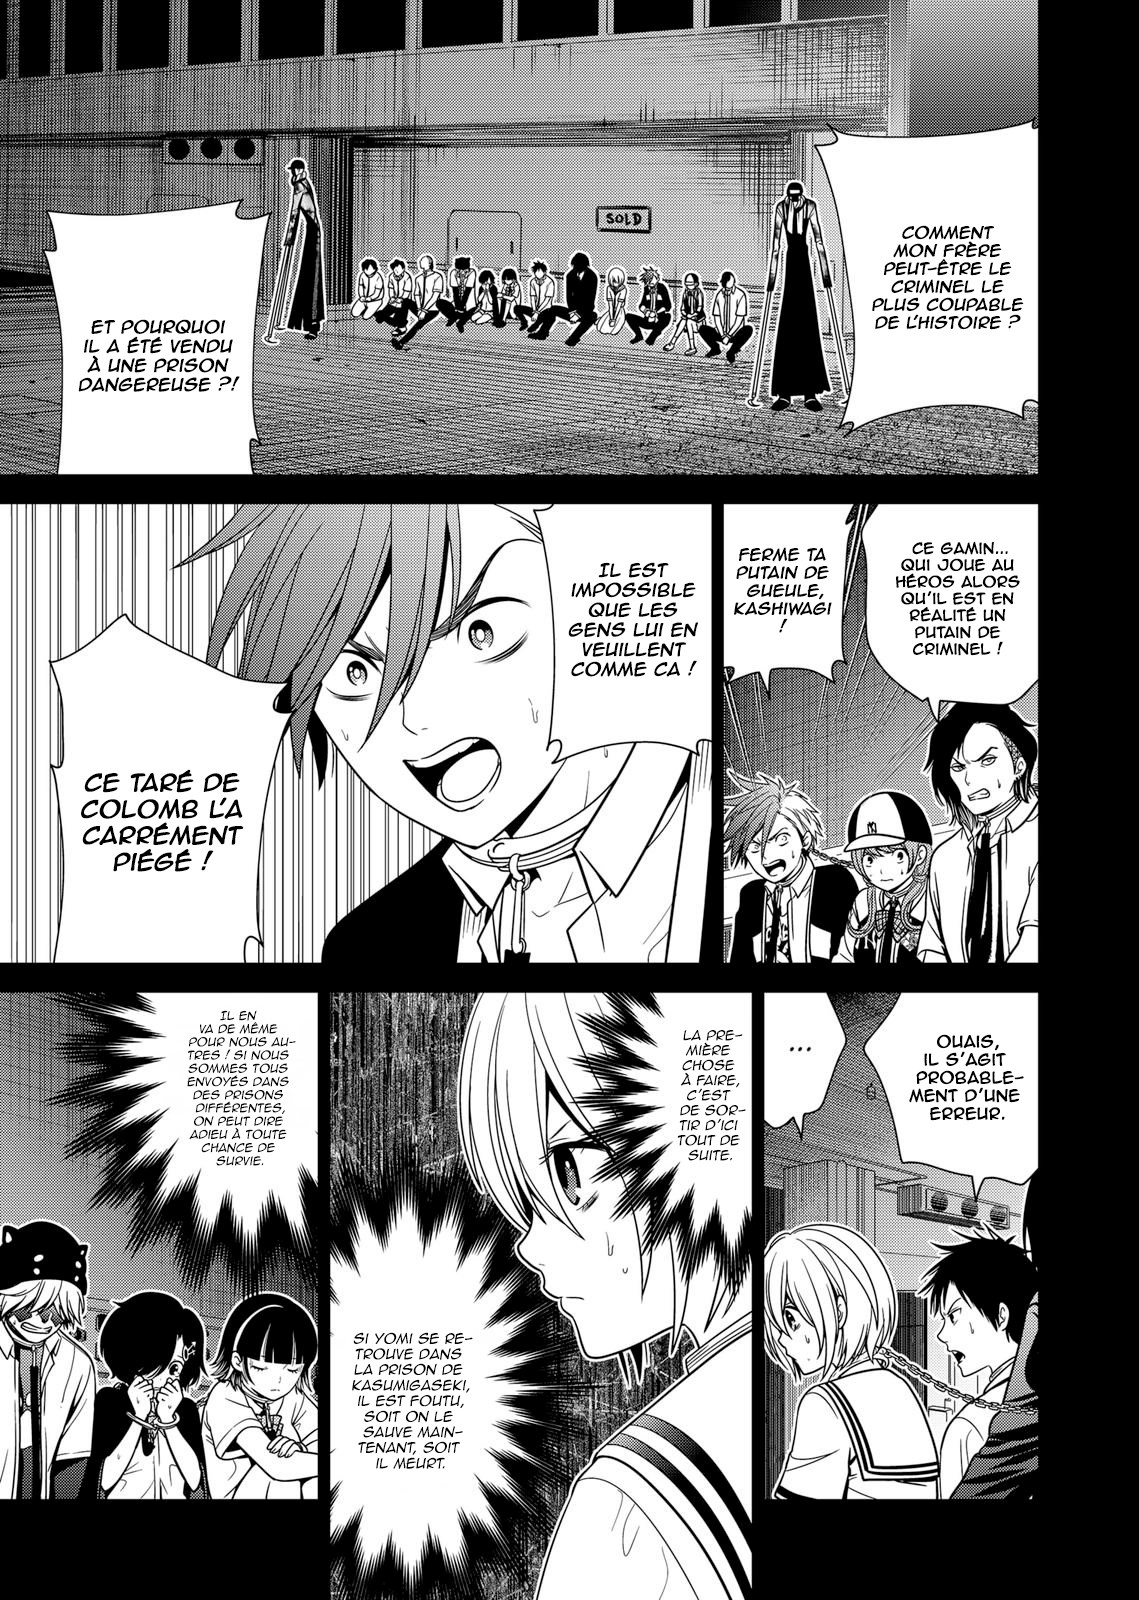 COMMENT
MON FRÈRE
PEUT-ÊTRE LE
CRIMINEL LE
PLUS COUPABLE
DE L'HISTOIRE ?
SOLD
ET POURQUOI
IL A ÉTÉ VENDU
À UNE PRISON
DANGEREUSE ?!
CE GAMIN...
QUI JOUE AU
HÉROS ALORS
QU'IL EST EN
RÉALITÉ UN
PUTAIN DE
CRIMINEL !
FERME TA
PUTAIN DE
GUEULE,
KASHIWAGI
!
IL EST
IMPOSSIBLE
QUE LES
GENS LUI EN
VEUILLENT
COMME CA !
CE TARÉ DE
COLOMB L'A
CARRÉMENT
PIÉGÉ !
OUAIS,
IL S'AGIT
PROBABLE-
MENT D'UNE
ERREUR.
...
LA PRE-
MIÈRE
CHOSE
À FAIRE,
C'EST
DE SOR-
TIR D'ICI
TOUT DE
SUITE.
SI YOMI SE RE-
TROUVE DANS
LA PRISON DE
KASUMIGASEKI,
IL EST FOUTU,
SOIT ON LE
SAUVE MAIN-
TENANT, SOIT
IL MEURT.
IL EN
VA DE MÊME
POUR NOUS AU-
TRES ! SI NOUS
SOMMES TOUS
ENVOYÉS DANS
DES PRISONS
DIFFÉRENTES,
ON PEUT DIRE
ADIEU À TOUTE
CHANCE DE
SURVIE.